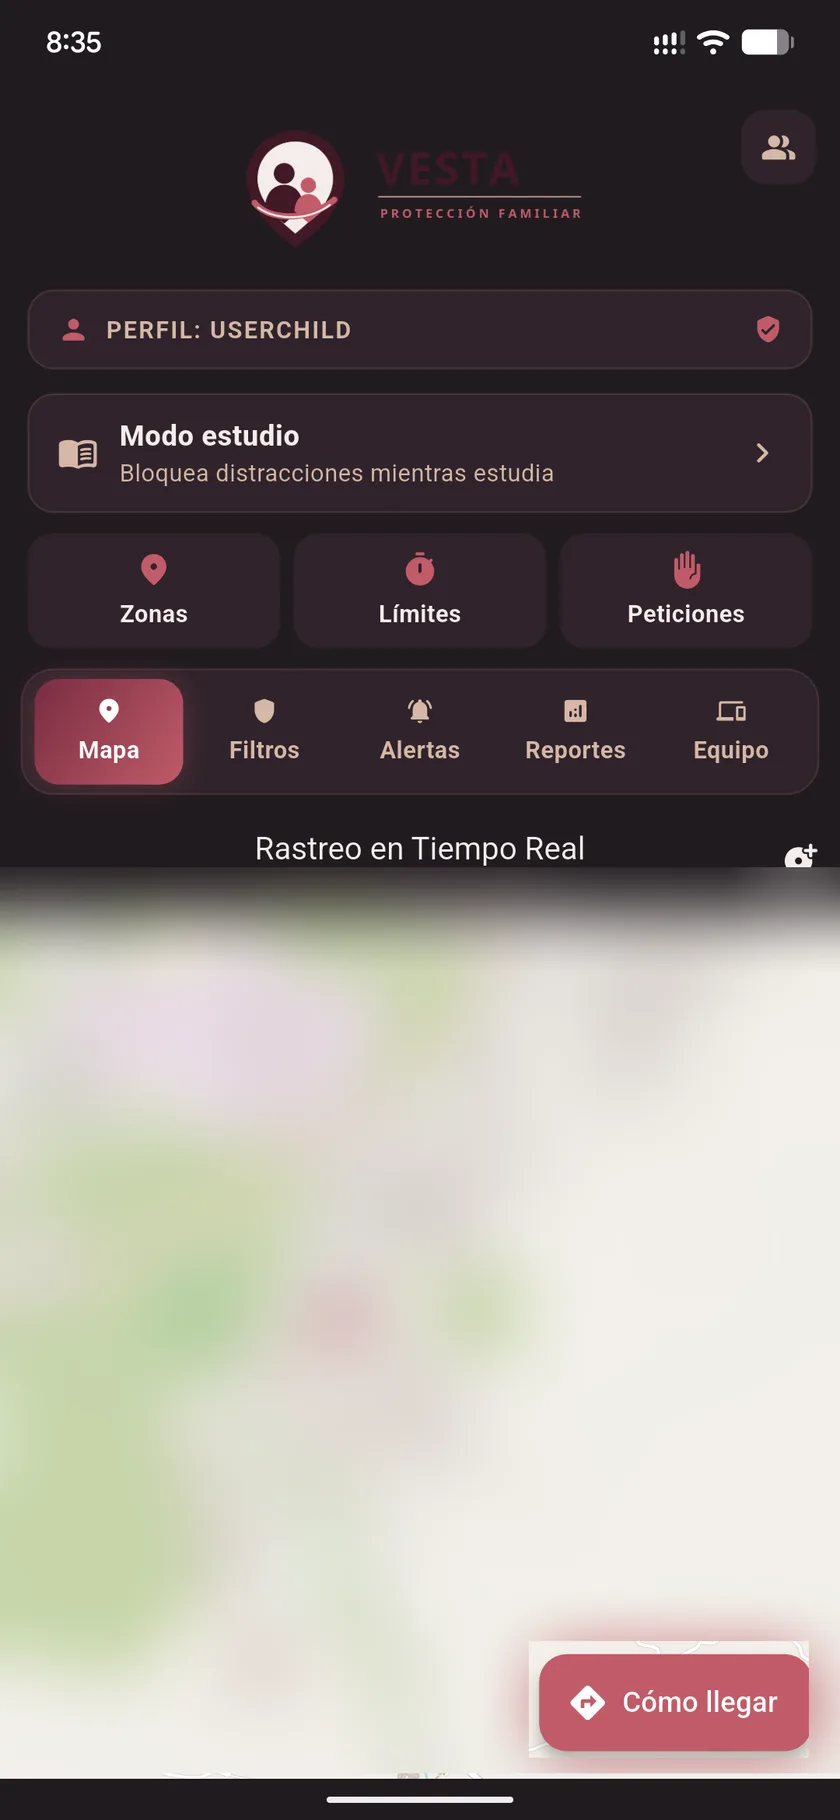 8:35
VESTA
PROTECCIÓN FAMILIAR
PERFIL: USERCHILD
Modo estudio
Bloquea distracciones mientras estudia
Zonas
Límites
Peticiones
Mapa
Filtros
Alertas
Reportes
Equipo
Rastreo en Tiempo Real
Cómo llegar